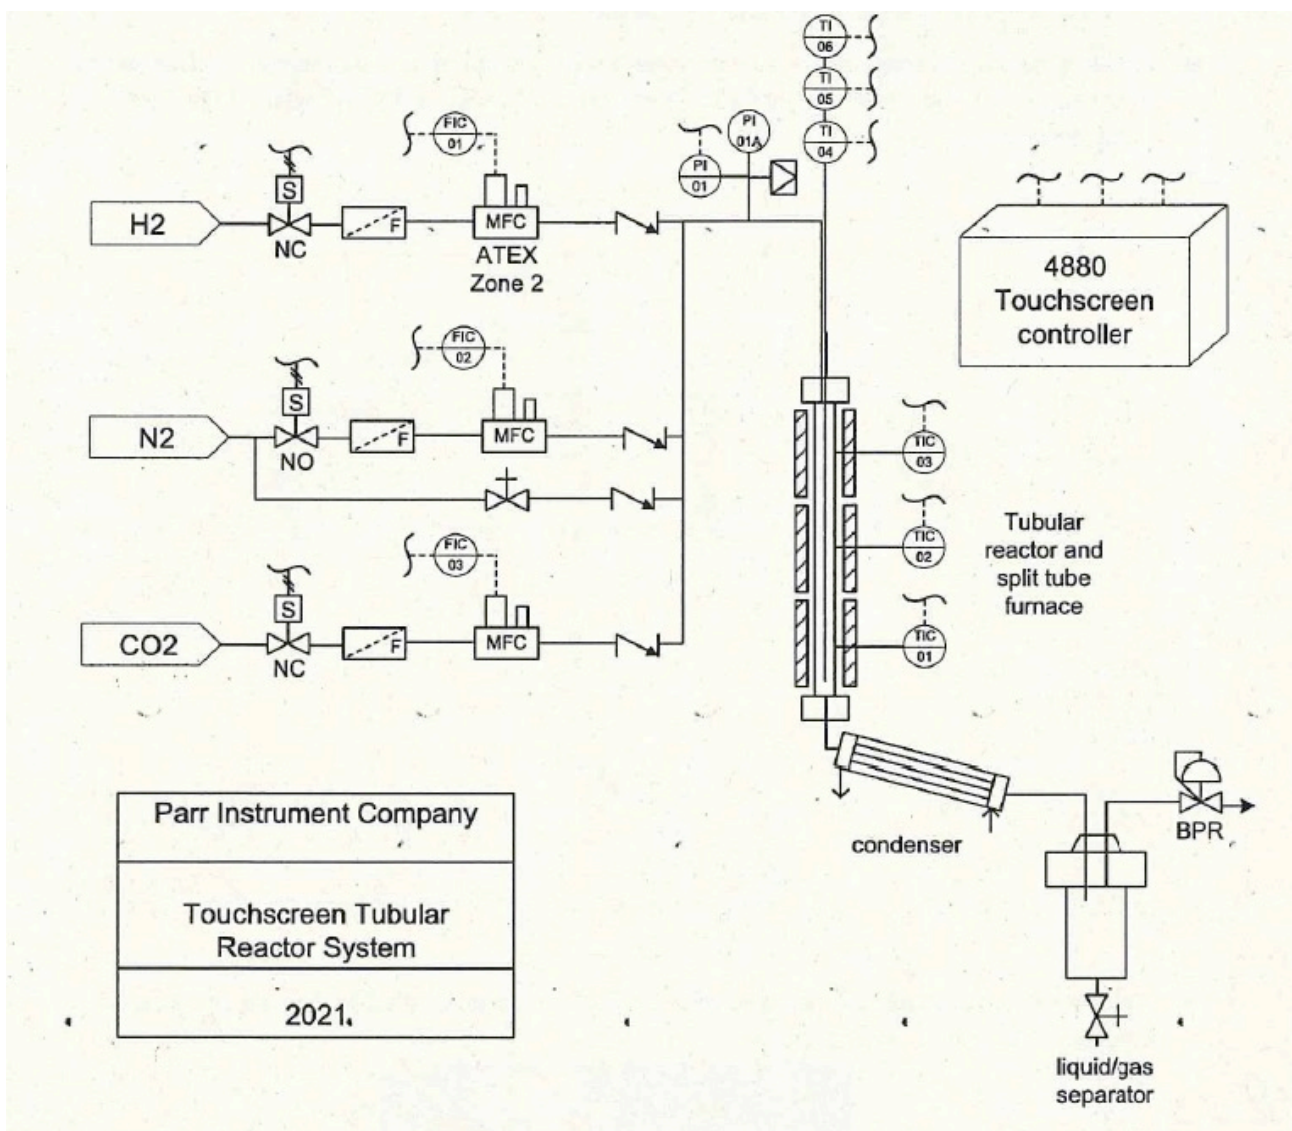 TI
06
TI
05
TI
04
FIC
01
PI
01A
PI
01
S
H2
F
MFC
NC
ATEX
Zone 2
4880
Touchscreen
controller
FIC
02
S
N2
F
MFC
NO
TIC
03
TIC
02
TIC
01
Tubular
reactor and
split tube
furnace
FIC
03
S
CO2
F
MFC
NC
condenser
BPR
liquid/gas
separator
Parr Instrument Company
Touchscreen Tubular
Reactor System
2021